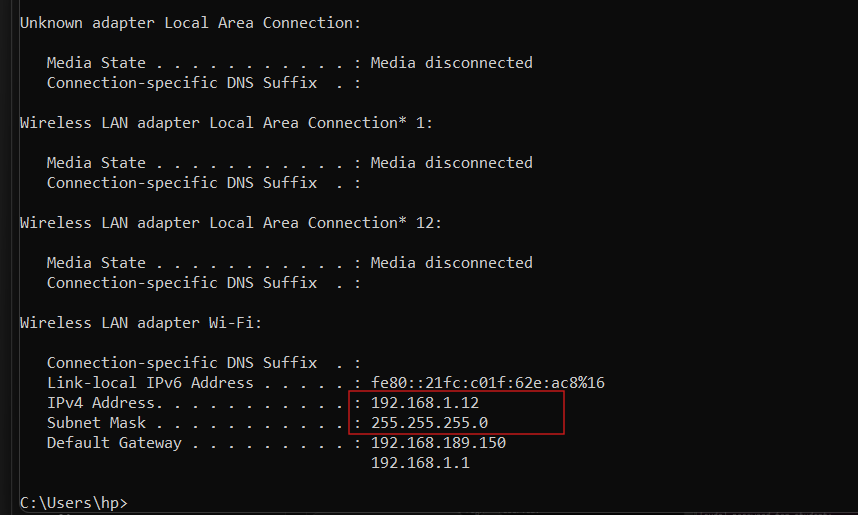 Unknown adapter Local Area Connection:
Media State . . . . . . . . . . . : Media disconnected
Connection-specific DNS Suffix  . :
Wireless LAN adapter Local Area Connection* 1:
Media State . . . . . . . . . . . : Media disconnected
Connection-specific DNS Suffix  . :
Wireless LAN adapter Local Area Connection* 12:
Media State . . . . . . . . . . . : Media disconnected
Connection-specific DNS Suffix  . :
Wireless LAN adapter Wi-Fi:
Connection-specific DNS Suffix  . :
Link-local IPv6 Address . . . . . : fe80::21fc:c01f:62e:ac8%16
IPv4 Address. . . . . . . . . . . : 192.168.1.12
Subnet Mask . . . . . . . . . . . : 255.255.255.0
Default Gateway . . . . . . . . . : 192.168.189.150
192.168.1.1
C:\Users\hp>